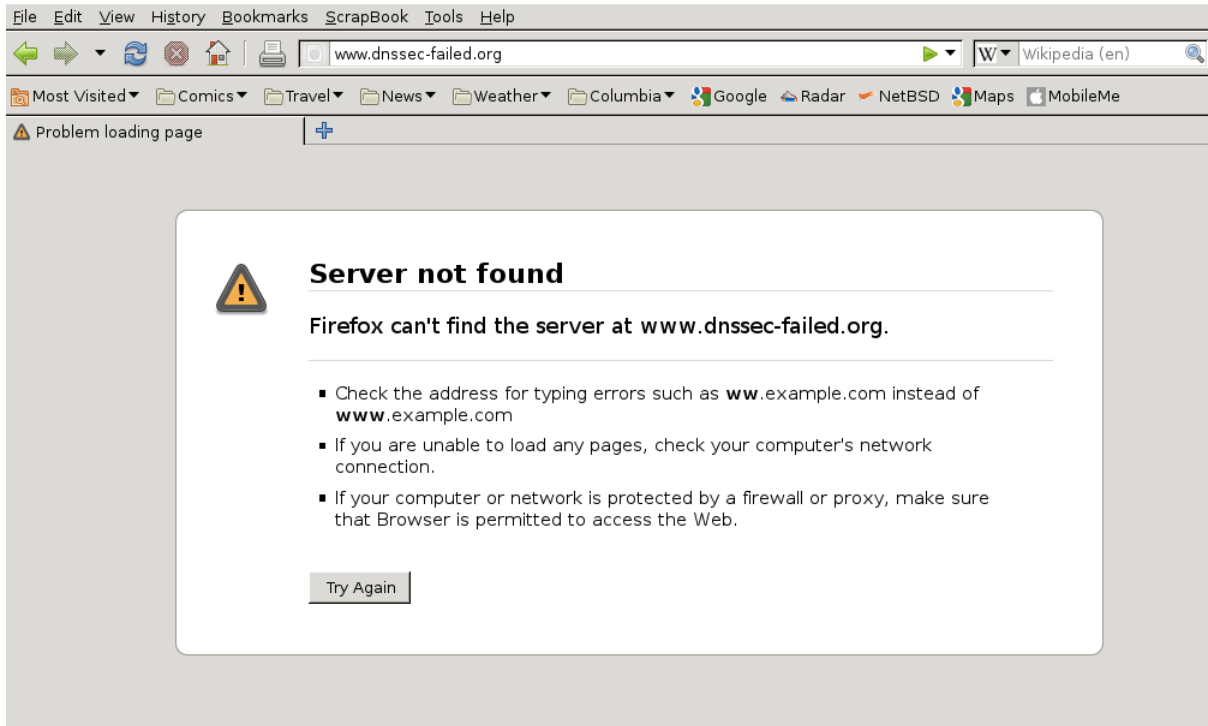 File Edit View History Bookmarks ScrapBook Tools Help
www.dnssec-failed.org W Wikipedia (en)
Most Visited Comics Travel News Weather Columbia Google Radar NetBSD Maps MobileMe
Problem loading page
Server not found
Firefox can't find the server at www.dnssec-failed.org.
Check the address for typing errors such as ww.example.com instead of
www.example.com
If you are unable to load any pages, check your computer's network
connection.
If your computer or network is protected by a firewall or proxy, make sure
that Browser is permitted to access the Web.
Try Again